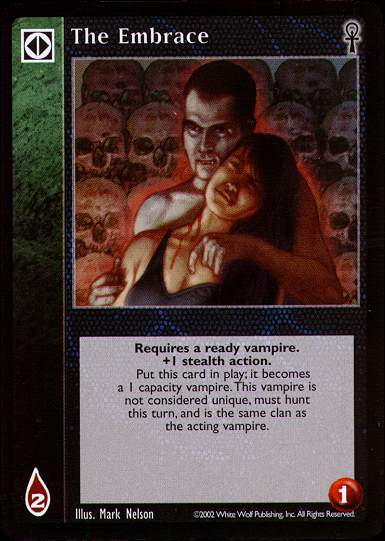 The Embrace
Requires a ready vampire.
+1 stealth action.
Put this card in play; it becomes
a 1 capacity vampire. This vampire is
not considered unique, must hunt
this turn, and is the same clan as
the acting vampire.
2
1
Illus. Mark Nelson
©2002 White Wolf Publishing, Inc. All Rights Reserved.